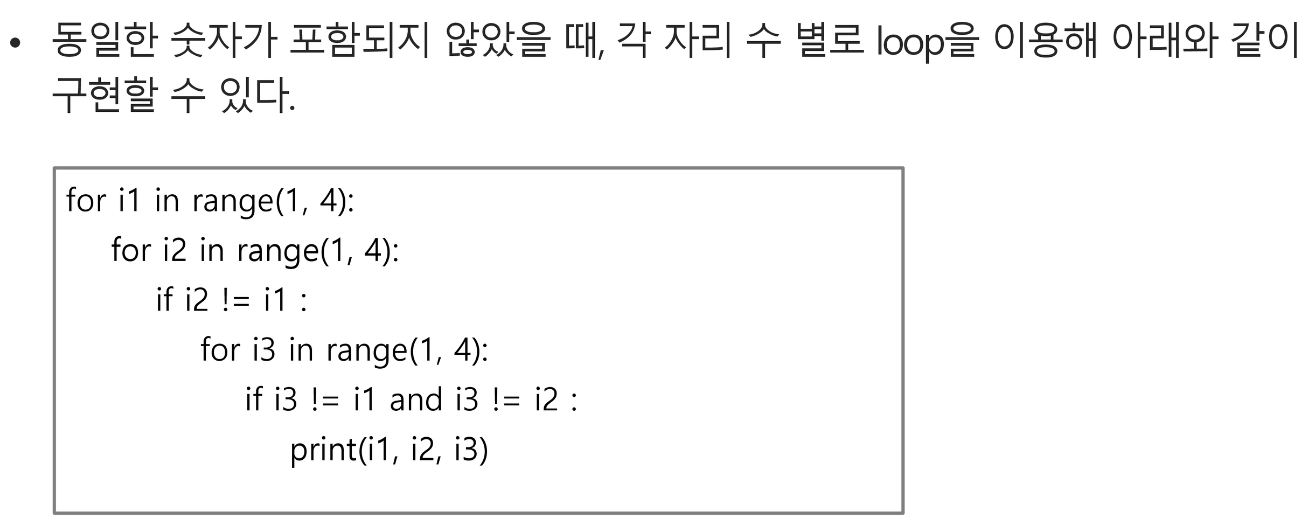 • 동일한 숫자가 포함되지 않았을 때, 각 자리 수 별로 loop을 이용해 아래와 같이
구현할 수 있다.
for i1 in range(1, 4):
for i2 in range(1, 4):
if i2 != i1 :
for i3 in range(1, 4):
if i3 != i1 and i3 != i2 :
print(i1, i2, i3)